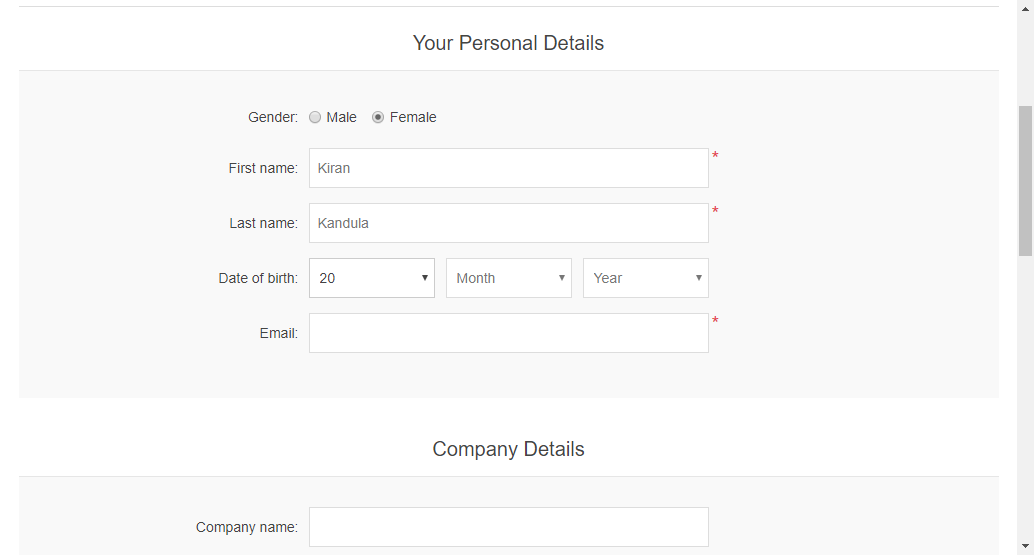 Your Personal Details
Gender: Male Female
First name: Kiran *
Last name: Kandula *
Date of birth: 20 Month Year
Email: *
Company Details
Company name: